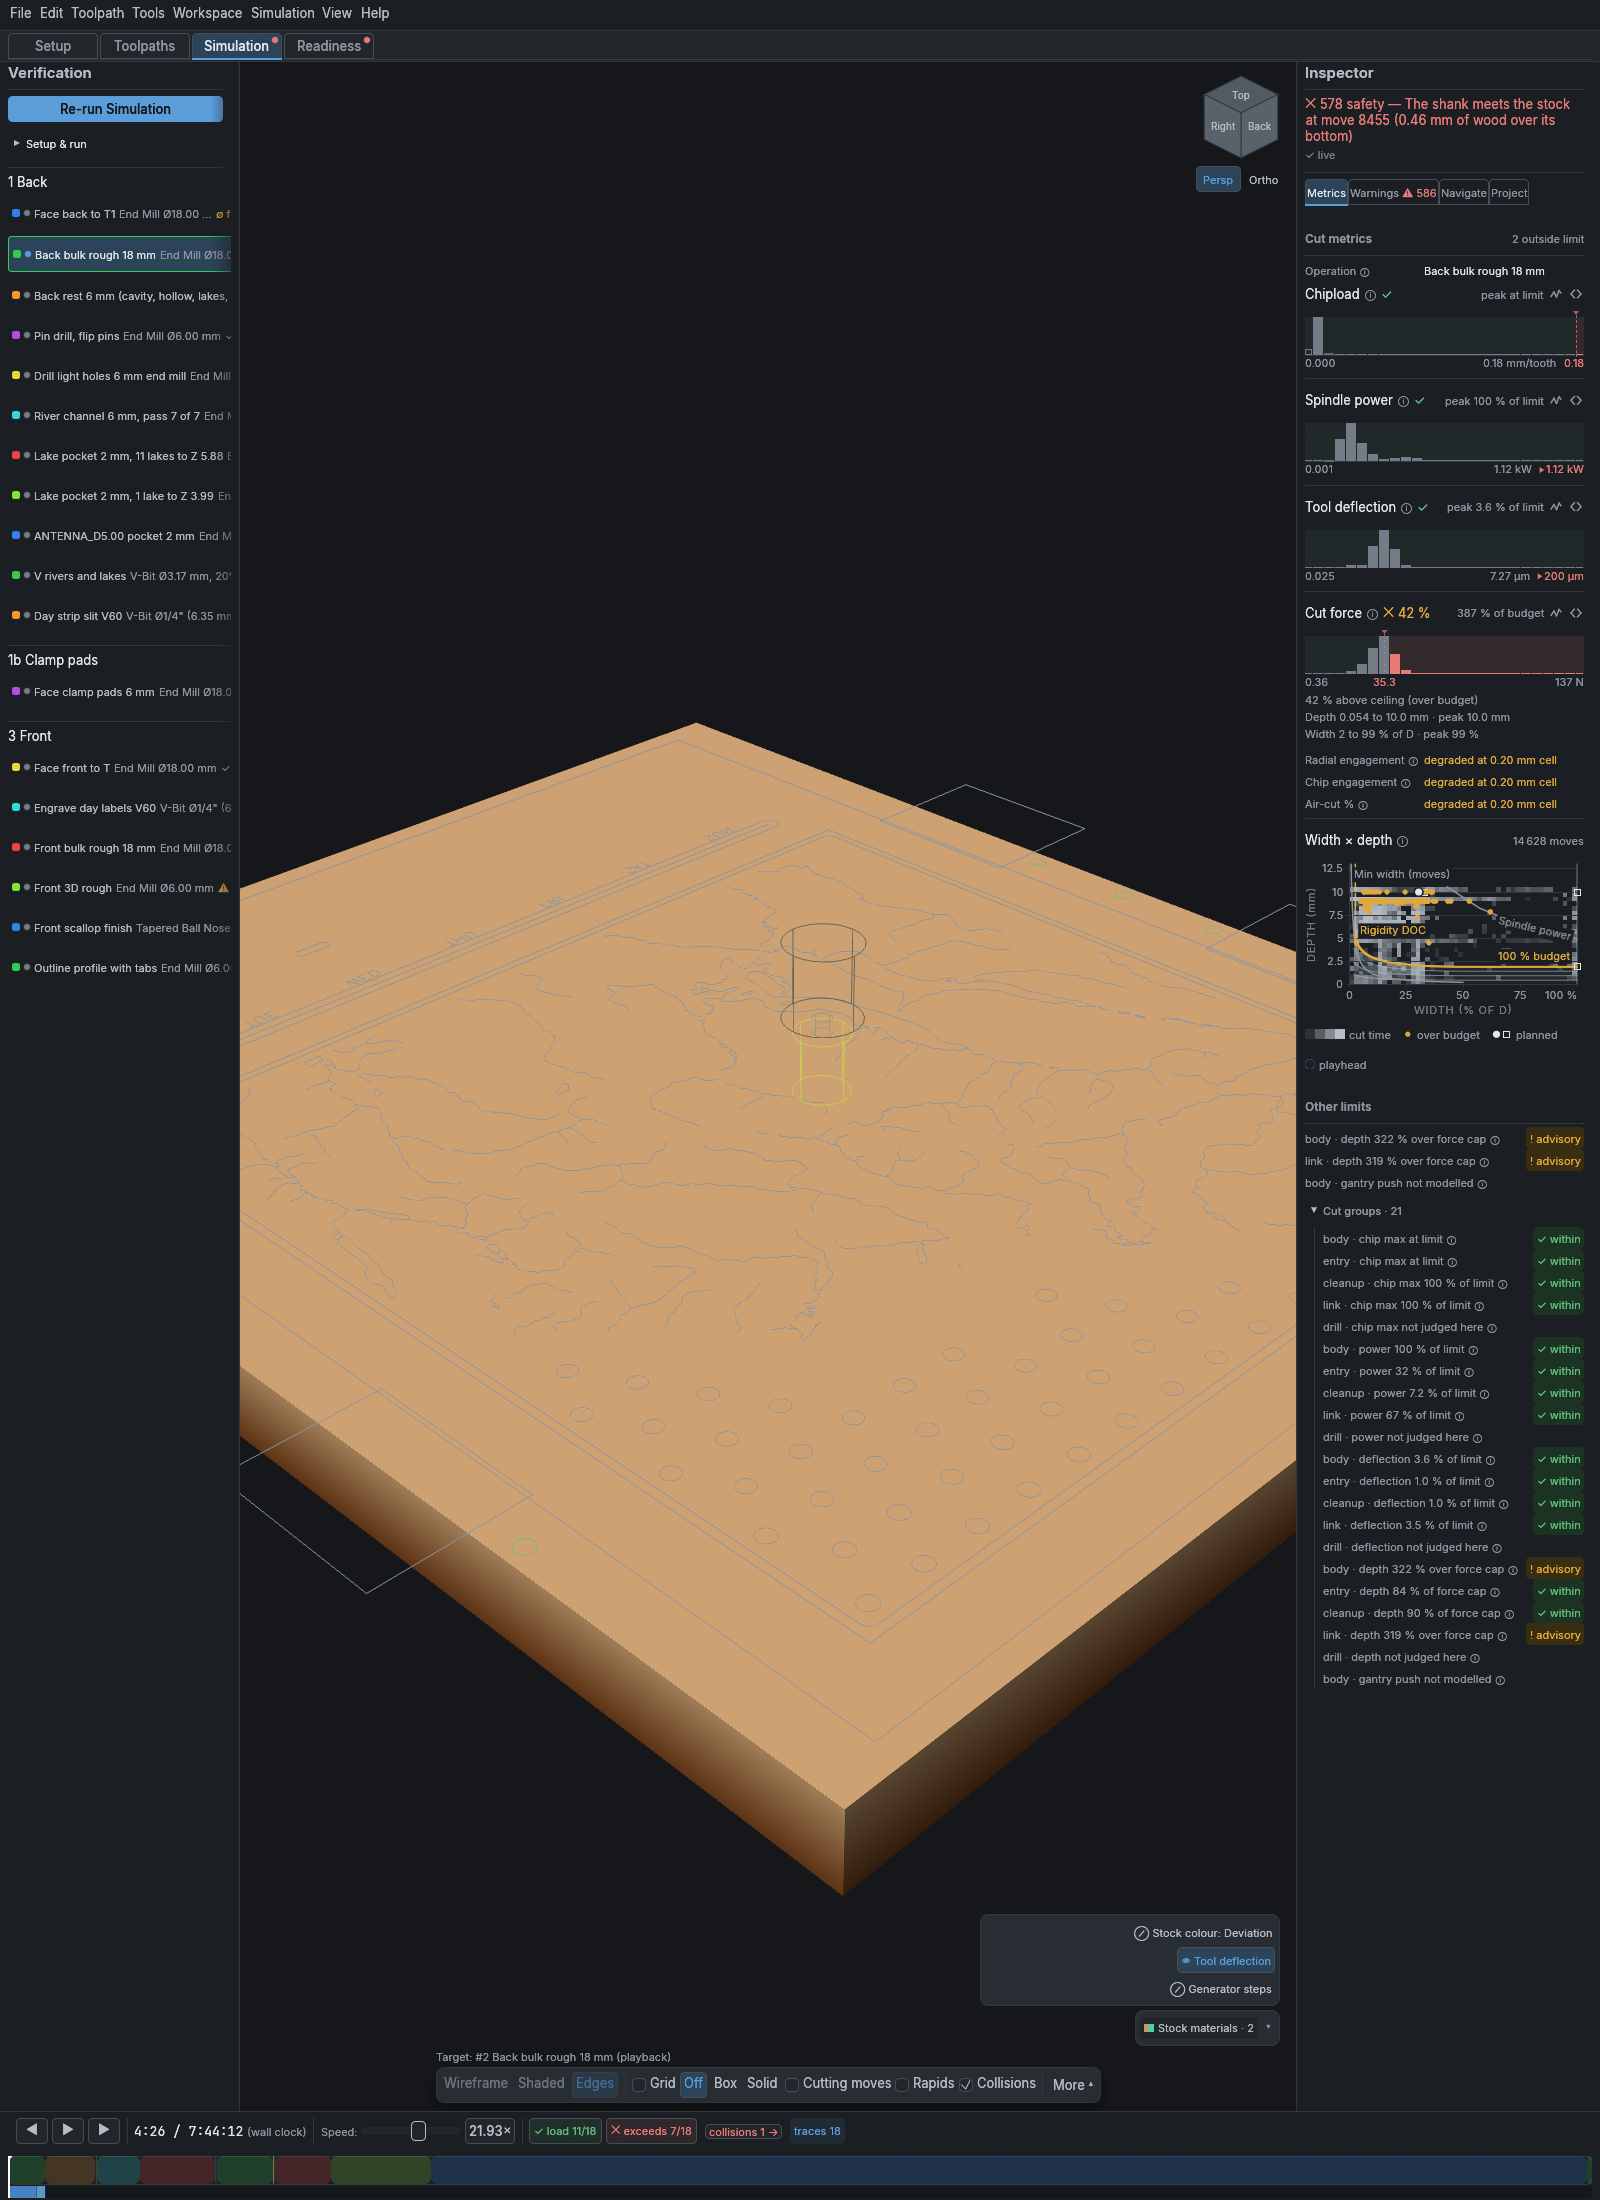 File Edit Toolpath Tools Workspace Simulation View Help
Setup Toolpaths Simulation Readiness
Verification
Re-run Simulation
Setup & run
1 Back
Face back to T1 End Mill Ø18.00 ...
Back bulk rough 18 mm End Mill Ø18.0
Back rest 6 mm (cavity, hollow, lakes,
Pin drill, flip pins End Mill Ø6.00 mm
Drill light holes 6 mm end mill End Mill
River channel 6 mm, pass 7 of 7 End
Lake pocket 2 mm, 11 lakes to Z 5.88
Lake pocket 2 mm, 1 lake to Z 3.99 En
ANTENNA_D5.00 pocket 2 mm End M
V rivers and lakes V-Bit Ø3.17 mm, 20°
Day strip slit V60 V-Bit Ø1/4" (6.35 mm
1b Clamp pads
Face clamp pads 6 mm End Mill Ø18.0
3 Front
Face front to T End Mill Ø18.00 mm
Engrave day labels V60 V-Bit Ø1/4" (6
Front bulk rough 18 mm End Mill Ø18.0
Front 3D rough End Mill Ø6.00 mm
Front scallop finish Tapered Ball Nose
Outline profile with tabs End Mill Ø6.0
Top
Right Back
Persp Ortho
MED
Stock colour: Deviation
Tool deflection
Generator steps
Stock materials · 2
Target: #2 Back bulk rough 18 mm (playback)
Wireframe Shaded Edges Grid Off Box Solid Cutting moves Rapids Collisions More
Inspector
578 safety — The shank meets the stock
at move 8455 (0.46 mm of wood over its
bottom)
✓ live
Metrics Warnings 586 Navigate Project
Cut metrics 2 outside limit
Operation Back bulk rough 18 mm
Chipload ✓ peak at limit
0.000 0.18 mm/tooth 0.18
Spindle power ✓ peak 100 % of limit
0.001 1.12 kW 1.12 kW
Tool deflection ✓ peak 3.6 % of limit
0.025 7.27 µm 200 µm
Cut force 42 % 387 % of budget
0.36 35.3 137 N
42 % above ceiling (over budget)
Depth 0.054 to 10.0 mm · peak 10.0 mm
Width 2 to 99 % of D · peak 99 %
Radial engagement degraded at 0.20 mm cell
Chip engagement degraded at 0.20 mm cell
Air-cut % degraded at 0.20 mm cell
Width × depth 14 628 moves
DEPTH (mm)
12.5
10
7.5
5
2.5
0
Min width (moves)
Spindle power
Rigidity DOC
100 % budget
0 25 50 75 100 %
WIDTH (% OF D)
cut time over budget planned
playhead
Other limits
body · depth 322 % over force cap ! advisory
link · depth 319 % over force cap ! advisory
body · gantry push not modelled
Cut groups · 21
body · chip max at limit ✓ within
entry · chip max at limit ✓ within
cleanup · chip max 100 % of limit ✓ within
link · chip max 100 % of limit ✓ within
drill · chip max not judged here
body · power 100 % of limit ✓ within
entry · power 32 % of limit ✓ within
cleanup · power 7.2 % of limit ✓ within
link · power 67 % of limit ✓ within
drill · power not judged here
body · deflection 3.6 % of limit ✓ within
entry · deflection 1.0 % of limit ✓ within
cleanup · deflection 1.0 % of limit ✓ within
link · deflection 3.5 % of limit ✓ within
drill · deflection not judged here
body · depth 322 % over force cap ! advisory
entry · depth 84 % of force cap ✓ within
cleanup · depth 90 % of force cap ✓ within
link · depth 319 % over force cap ! advisory
drill · depth not judged here
body · gantry push not modelled
4:26 / 7:44:12 (wall clock) Speed: 21.93× ✓ load 11/18 exceeds 7/18 collisions 1 → traces 18